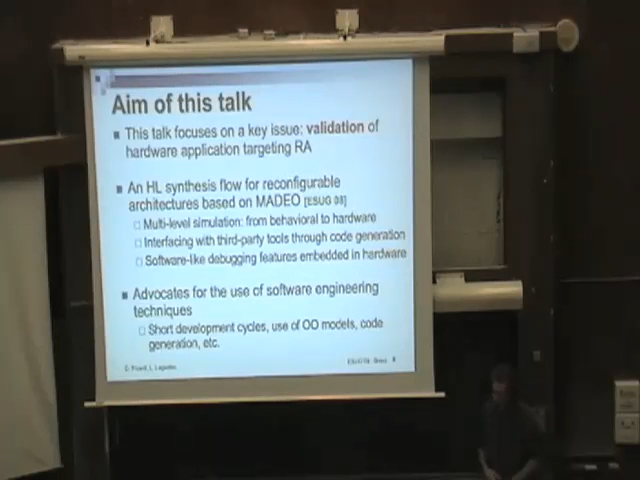 Aim of this talk
This talk focuses on a key issue: validation of
hardware application targeting RA
An HL synthesis flow for reconfigurable
architectures based on MADEO [ESUG 08]
Multi-level simulation: from behavioral to hardware
Interfacing with third-party tools through code generation
Software-like debugging features embedded in hardware
Advocates for the use of software engineering
techniques
Short development cycles, use of OO models, code
generation, etc.